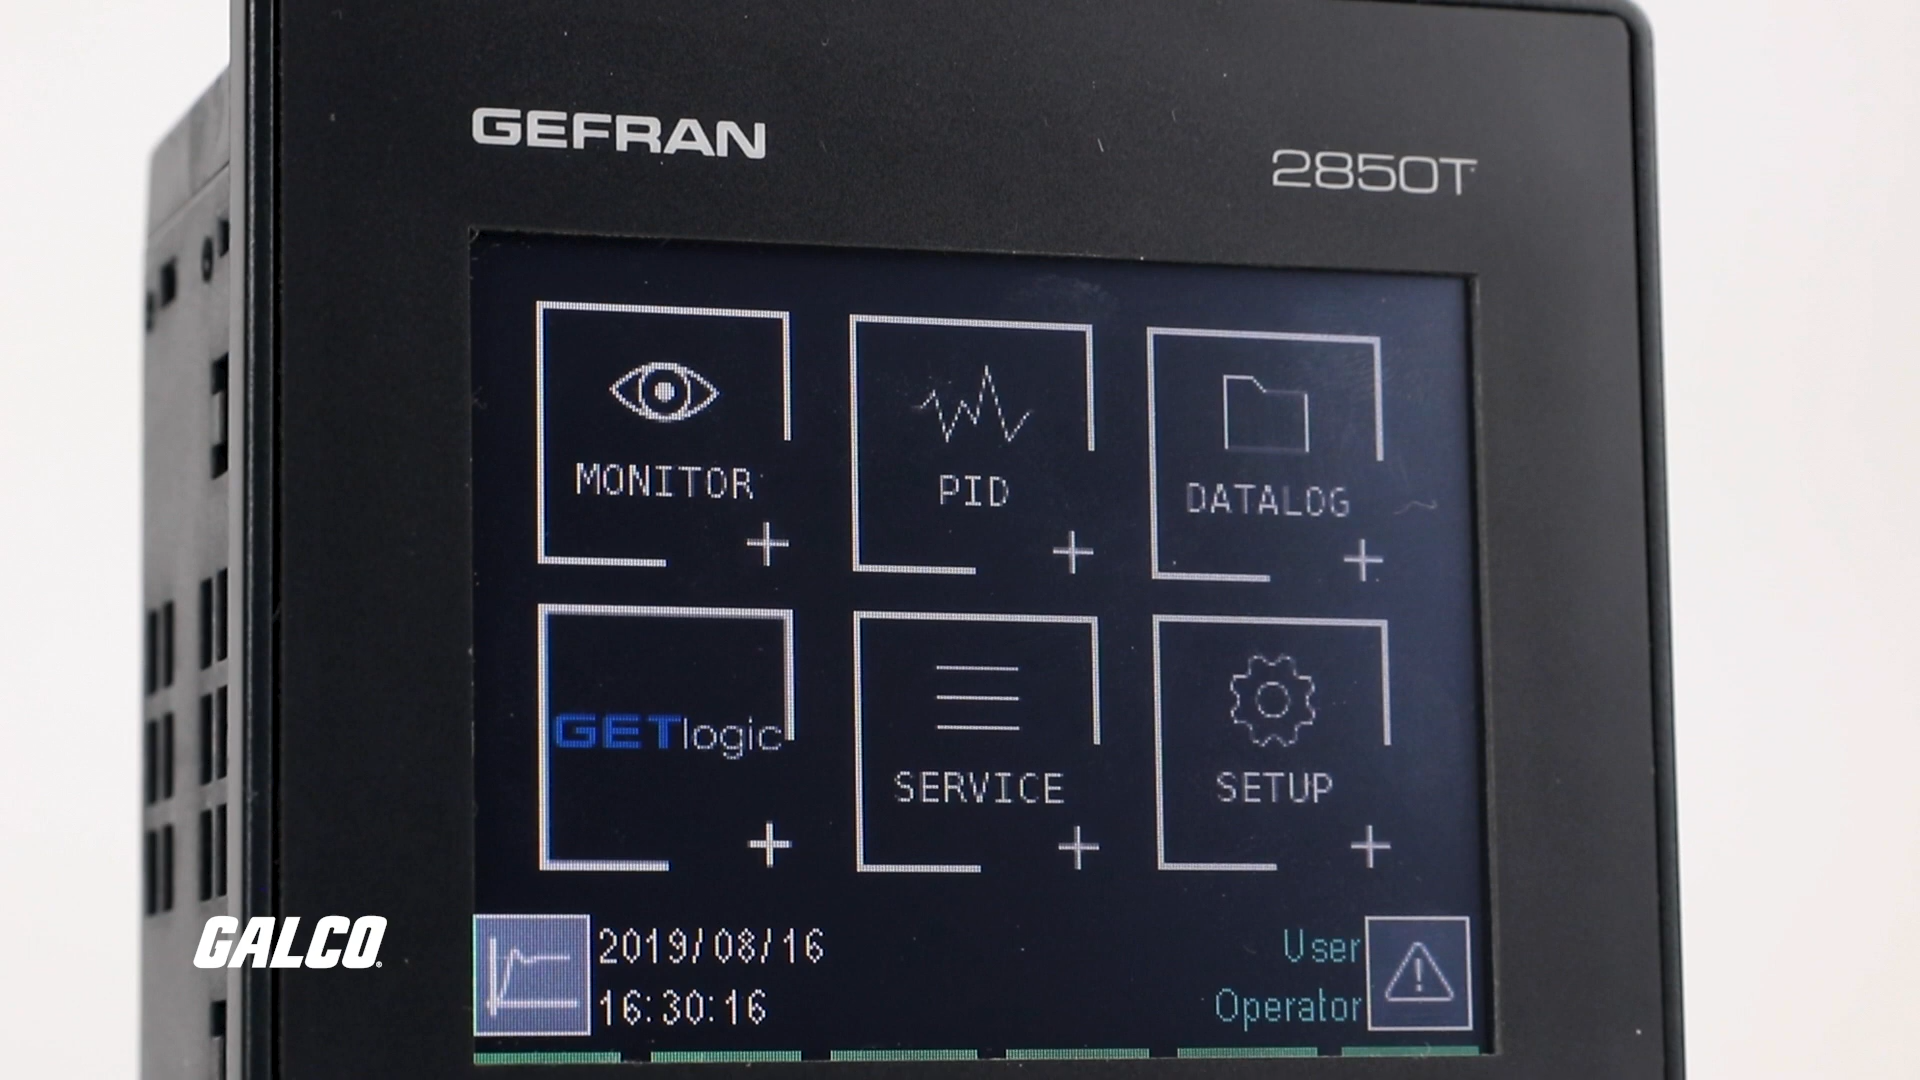 GEFRAN
2850T
MONITOR
PID
DATALOG
GETlogic
SERVICE
SETUP
2019/08/16
16:30:16
User
Operator
GALCO®